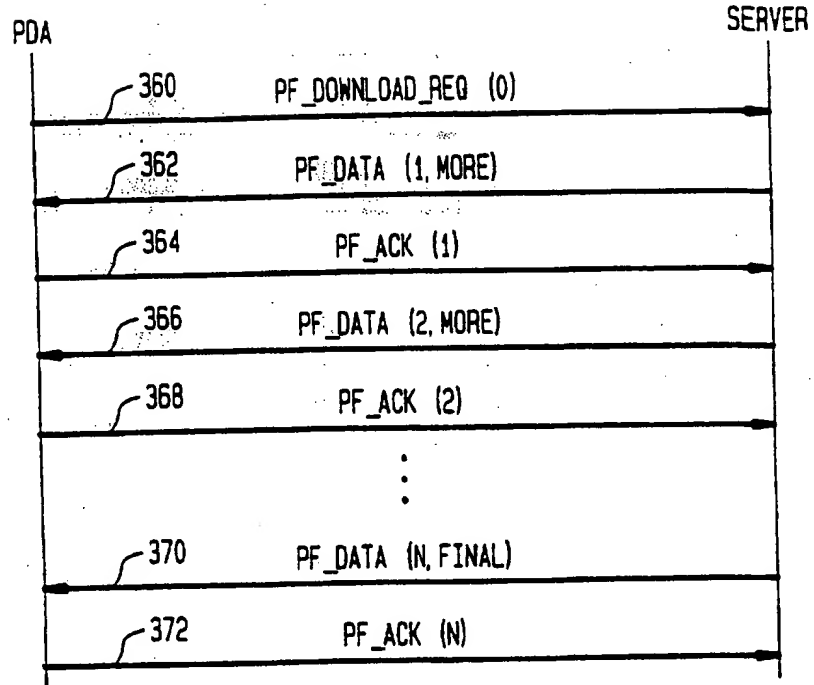 PDA
SERVER
360 PF_DOWNLOAD_REQ (0)
362 PF_DATA (1, MORE)
364 PF_ACK (1)
366 PF_DATA (2, MORE)
368 PF_ACK (2)
370 PF_DATA (N, FINAL)
372 PF_ACK (N)